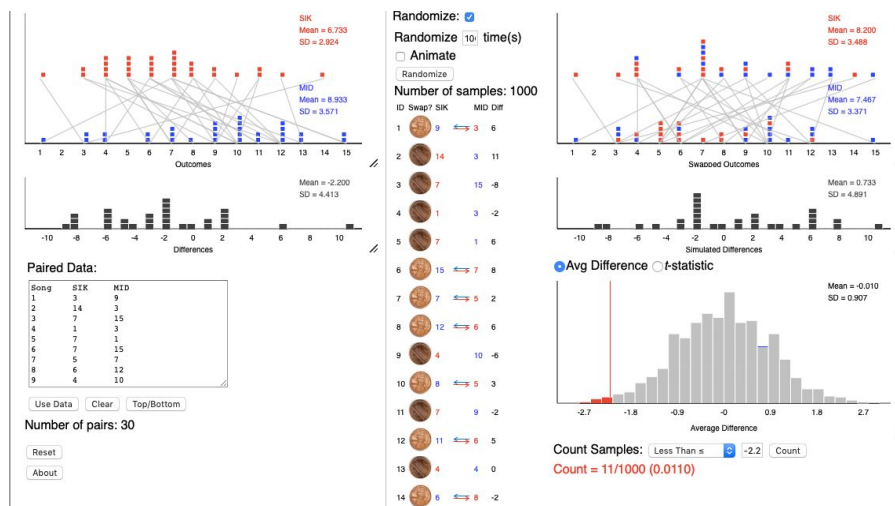 SIK
Mean = 6.733
SD = 2.924
MID
Mean = 8.933
SD = 3.571
1 2 3 4 5 6 7 8 9 10 11 12 13 14 15
Outcomes
Mean = -2.200
SD = 4.413
-10 -8 -6 -4 -2 0 2 4 6 8 10
Differences
Paired Data:
Song SIK MID
1 3 9
2 14 3
3 7 15
4 1 3
5 7 1
6 7 15
7 5 7
8 6 12
9 4 10
Use Data Clear Top/Bottom
Number of pairs: 30
Reset
About
Randomize:
Randomize time(s)
Animate
Randomize
Number of samples: 1000
ID Swap? SIK MID Diff
1 9 3 6
2 14 3 11
3 7 15 -8
4 1 3 -2
5 7 1 6
6 15 7 8
7 7 5 2
8 12 6 6
9 4 10 -6
10 8 5 3
11 7 9 -2
12 11 6 5
13 4 4 0
14 6 8 -2
SIK
Mean = 8.200
SD = 3.488
MID
Mean = 7.467
SD = 3.371
1 2 3 4 5 6 7 8 9 10 11 12 13 14 15
Swapped Outcomes
Mean = 0.733
SD = 4.891
-10 -8 -6 -4 -2 0 2 4 6 8 10
Simulated Differences
Avg Difference t-statistic
Mean = -0.010
SD = 0.907
-2.7 -1.8 -0.9 -0 0.9 1.8 2.7
Average Difference
Count Samples: Less Than ≤ -2.2 Count
Count = 11/1000 (0.0110)